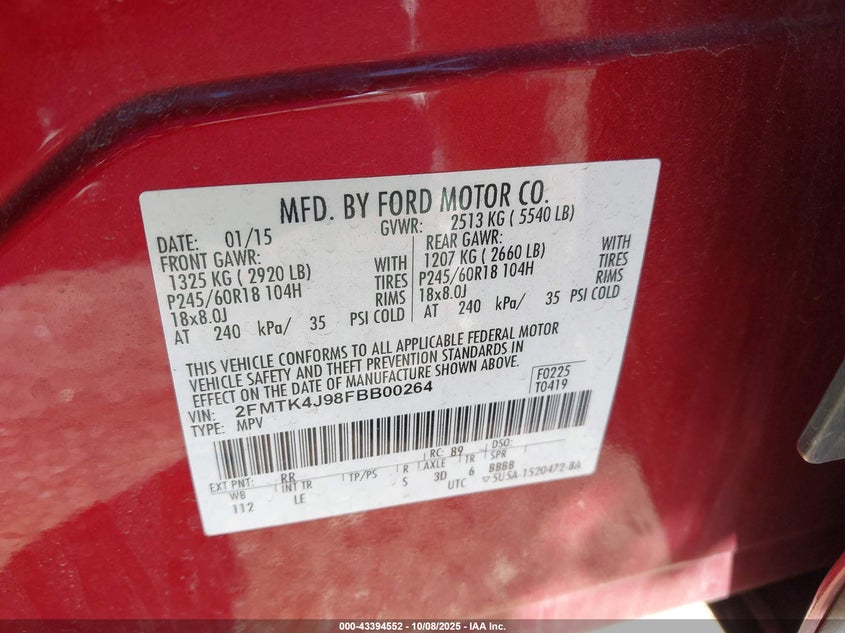 MFD. BY FORD MOTOR CO.
DATE: 01/15 GVWR: 2513 KG ( 5540 LB)
FRONT GAWR: REAR GAWR:
1325 KG ( 2920 LB) WITH 1207 KG ( 2660 LB) WITH
P245/60R18 104H TIRES P245/60R18 104H TIRES
18x8.0J RIMS 18x8.0J RIMS
AT 240 kPa/ 35 PSI COLD AT 240 kPa/ 35 PSI COLD
THIS VEHICLE CONFORMS TO ALL APPLICABLE FEDERAL MOTOR
VEHICLE SAFETY AND THEFT PREVENTION STANDARDS IN
EFFECT ON THE DATE OF MANUFACTURE SHOWN ABOVE.
VIN: 2FMTK4J98FBB00264 F0225
TYPE: MPV T0419
EXT PNT: RR RC: 89 DSO:
WB INT TR TP/PS R AXLE TR SPR
112 LE S 3D 6 BBBB
UTC ▽5U5A-1520472-BA
000-43394552 - 10/08/2025 - IAA Inc.